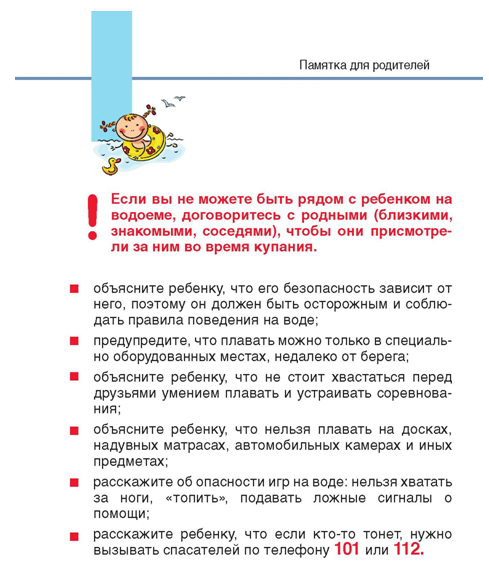 Памятка для родителей
! Если вы не можете быть рядом с ребенком на
водоеме, договоритесь с родными (близкими,
знакомыми, соседями), чтобы они присмотре-
ли за ним во время купания.
объясните ребенку, что его безопасность зависит от
него, поэтому он должен быть осторожным и соблю-
дать правила поведения на воде;
предупредите, что плавать можно только в специаль-
но оборудованных местах, недалеко от берега;
объясните ребенку, что не стоит хвастаться перед
друзьями умением плавать и устраивать соревнова-
ния;
объясните ребенку, что нельзя плавать на досках,
надувных матрасах, автомобильных камерах и иных
предметах;
расскажите об опасности игр на воде: нельзя хватать
за ноги, «топить», подавать ложные сигналы о
помощи;
расскажите ребенку, что если кто-то тонет, нужно
вызывать спасателей по телефону 101 или 112.